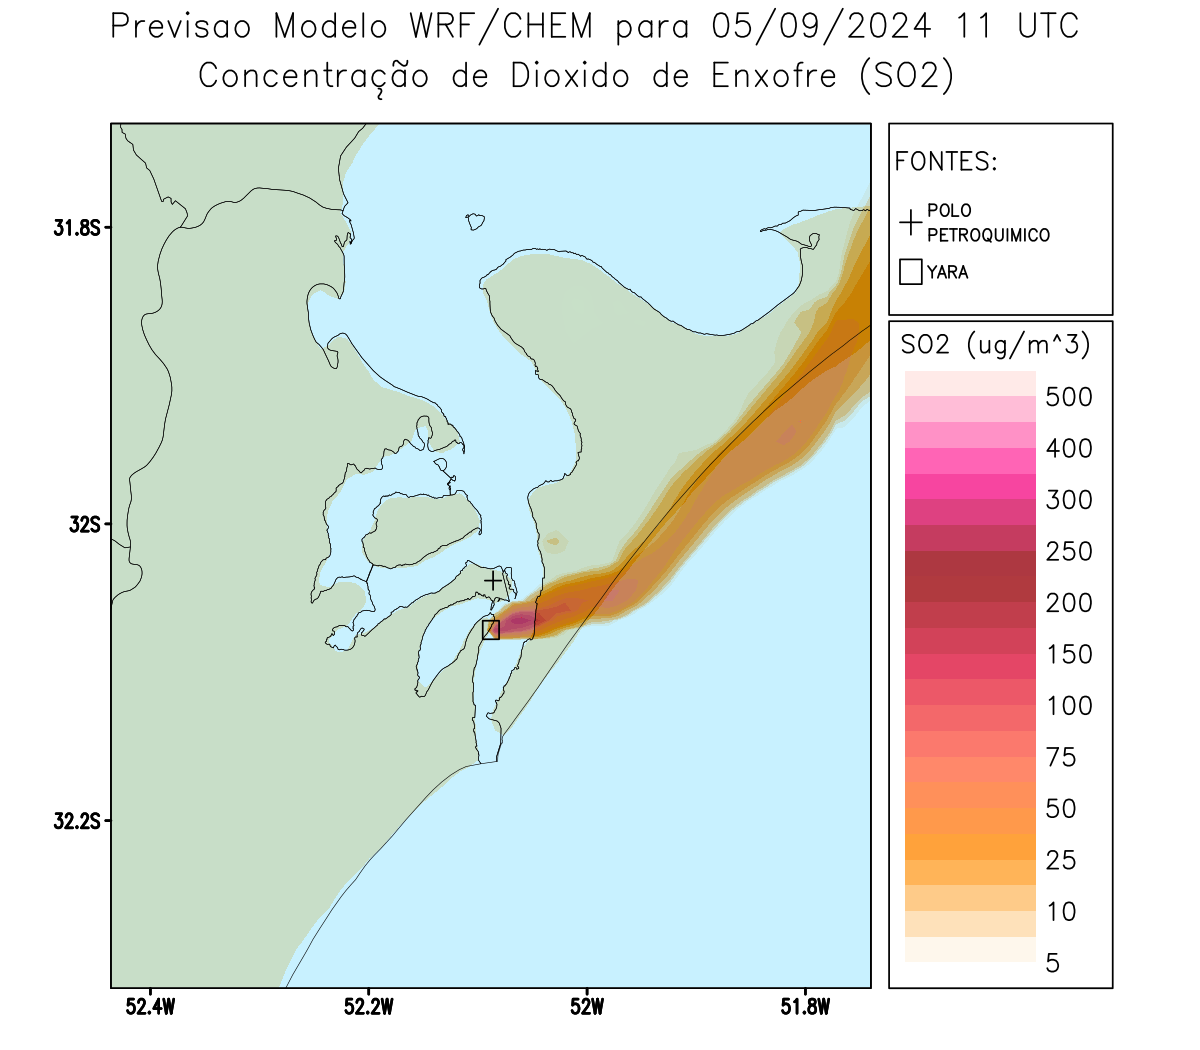 Previsao Modelo WRF/CHEM para 05/09/2024 11 UTC
Concentração de Dioxido de Enxofre (SO2)
FONTES:
POLO
PETROQUIMICO
YARA
SO2 (ug/m^3)
500
400
300
250
200
150
100
75
50
25
10
5
31.8S
32S
32.2S
52.4W
52.2W
52W
51.8W